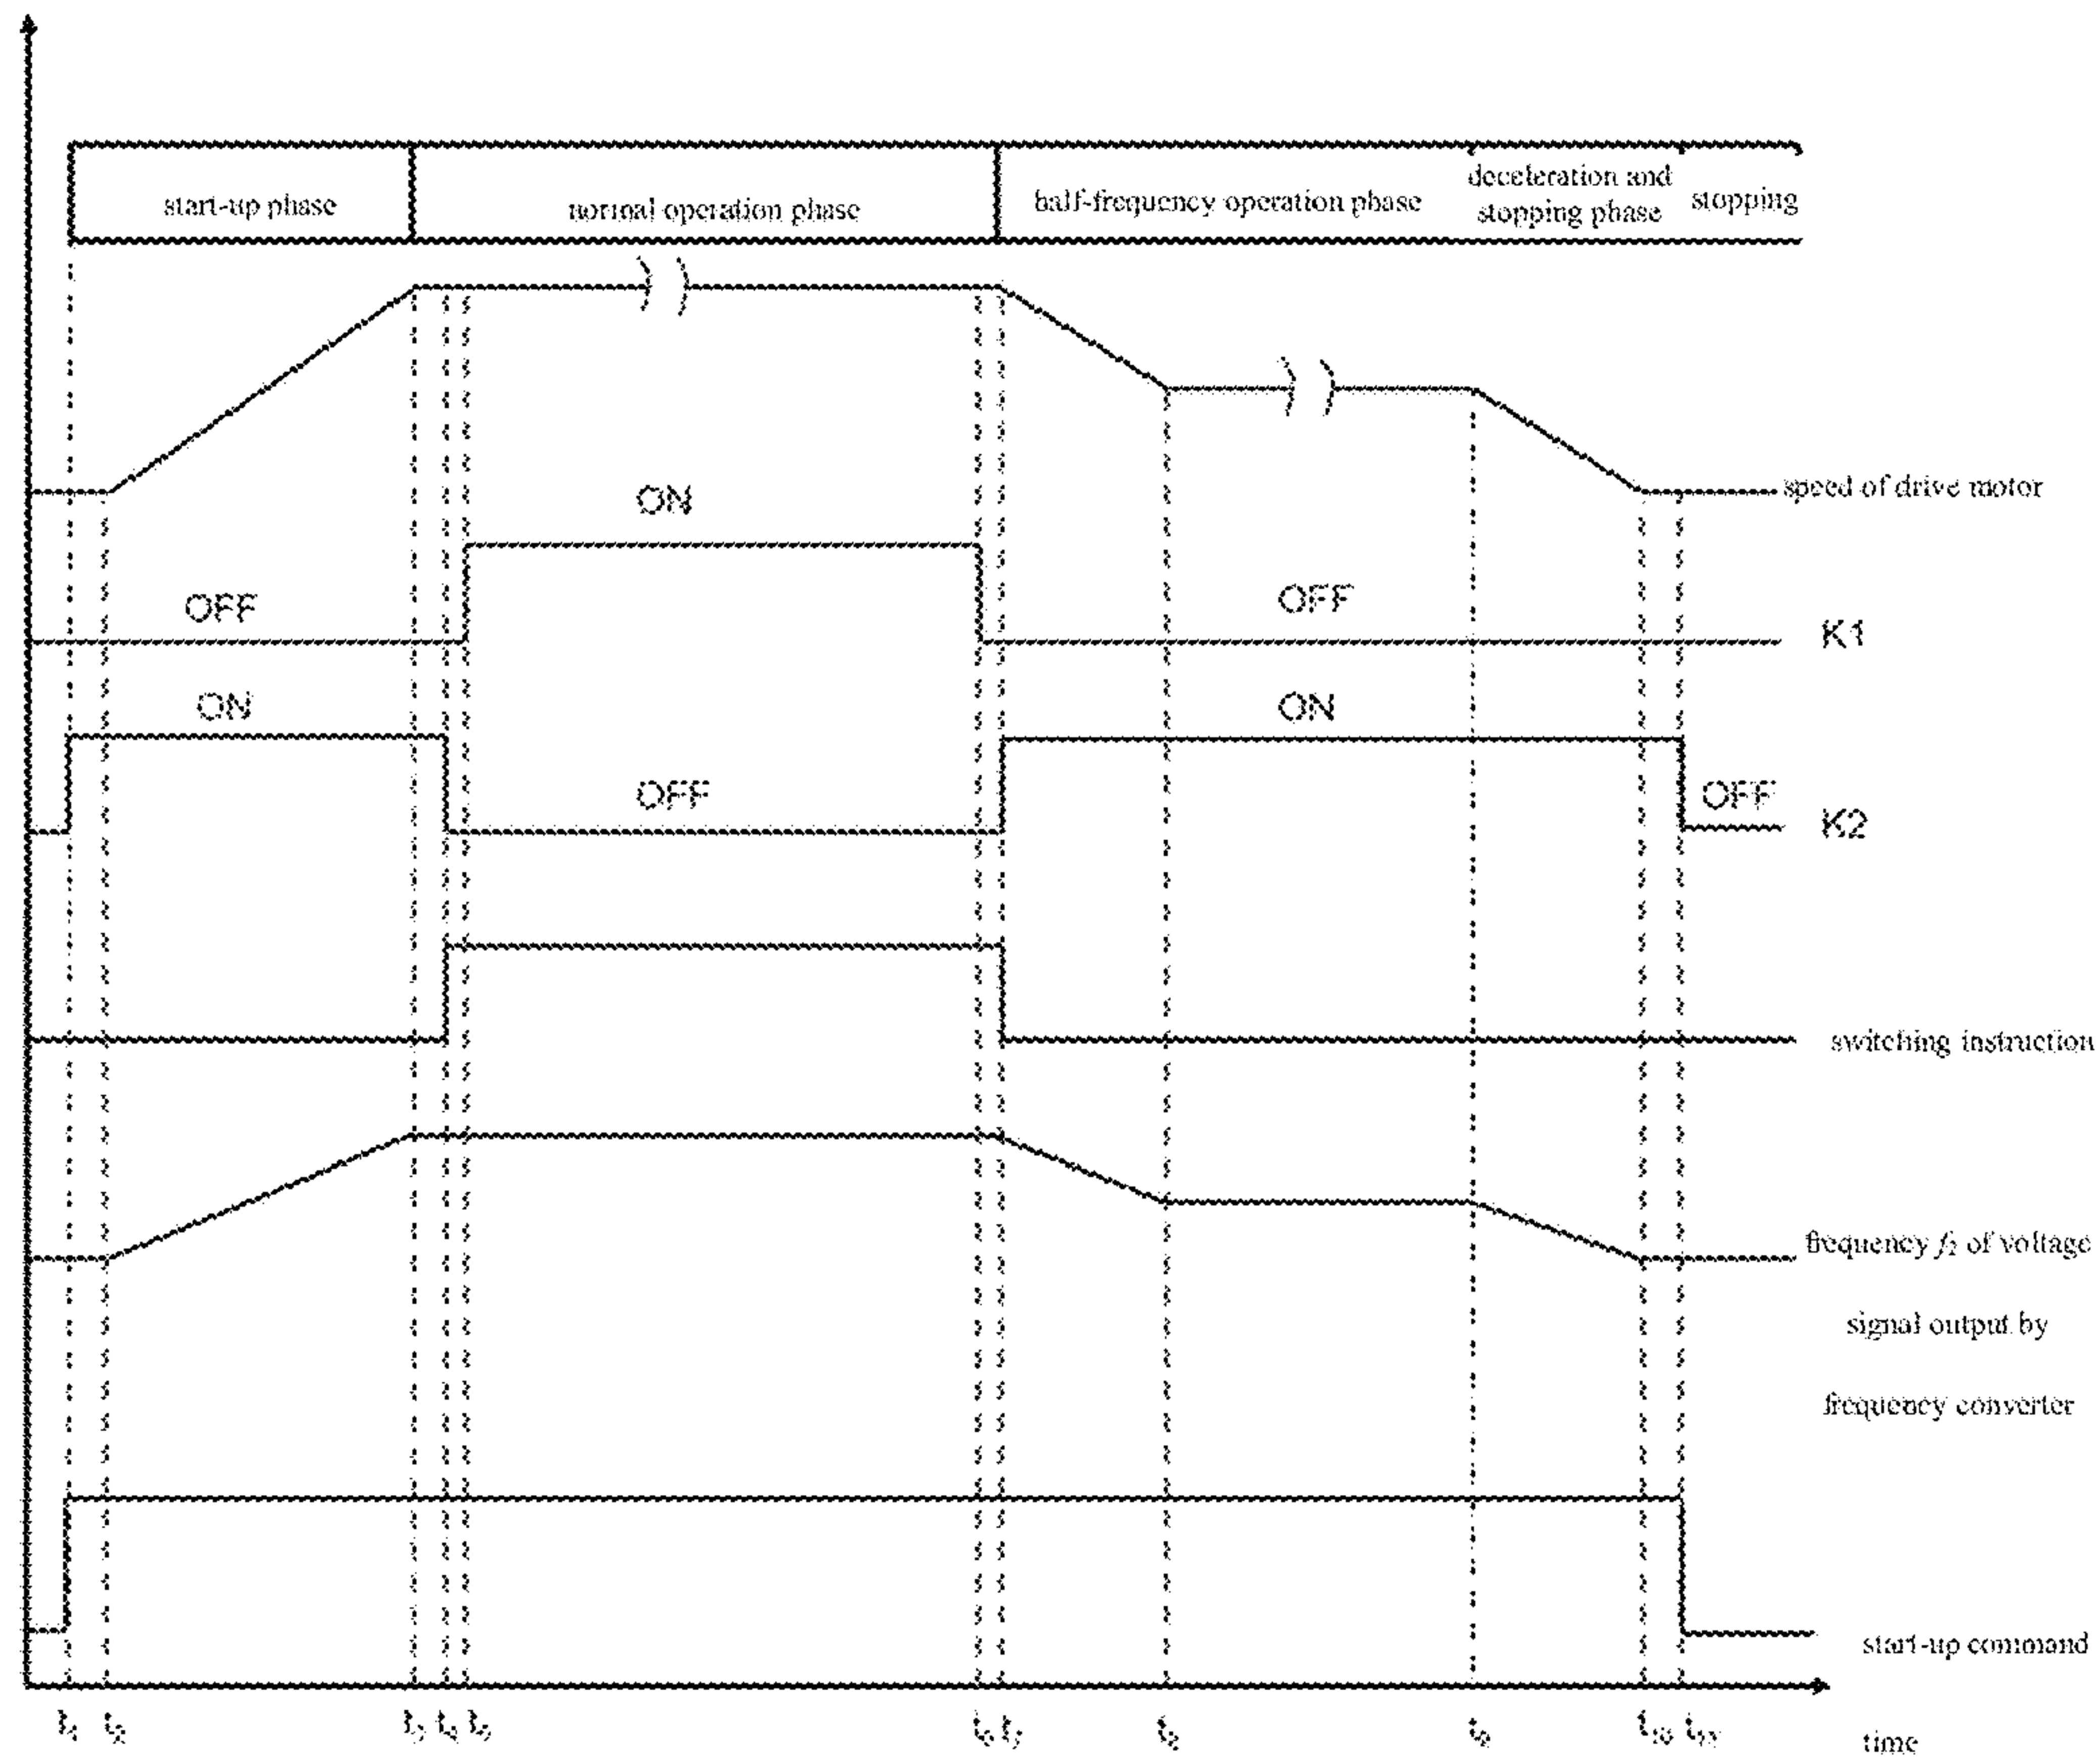 start-up phase
normal operation phase
half-frequency operation phase
deceleration and
stopping phase
stopping
speed of drive motor
ON
OFF
OFF
K1
ON
ON
OFF
OFF
K2
switching instruction
frequency f₂ of voltage
signal output by
frequency converter
start-up command
t₁ t₂ t₃ t₄ t₅ t₆ t₇ t₈ t₉ t₁₀ t₁₁
time